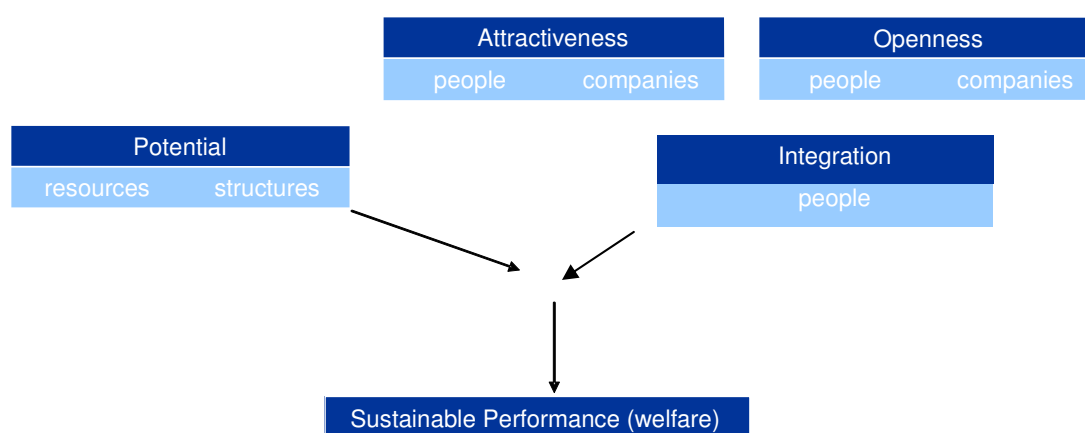 Attractiveness
people companies
Openness
people companies
Potential
resources structures
Integration
people
Sustainable Performance (welfare)